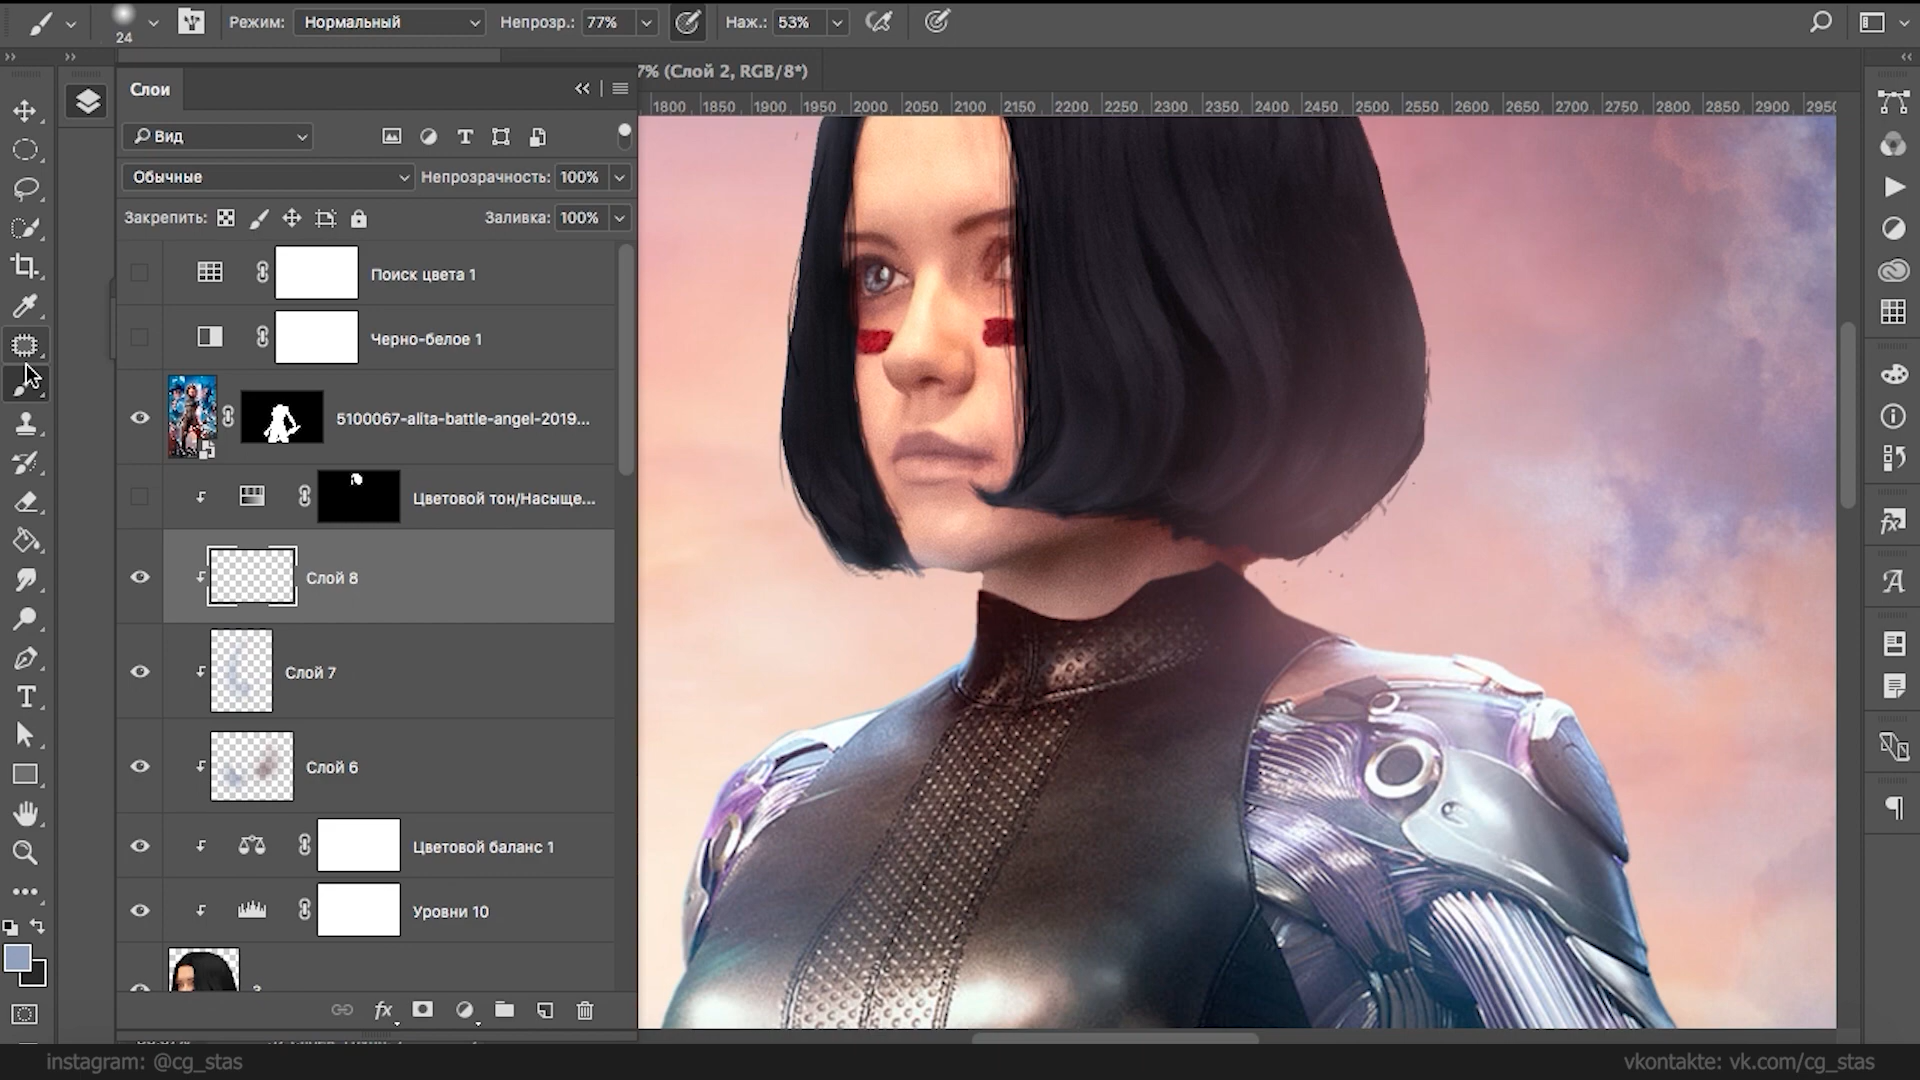 24
Режим: Нормальный Непрозр.: 77% Наж.: 53%
7% (Слой 2, RGB/8*)
Слои
1800 1850 1900 1950 2000 2050 2100 2150 2200 2250 2300 2350 2400 2450 2500 2550 2600 2650 2700 2750 2800 2850 2900 2950
Вид
Обычные Непрозрачность: 100%
Закрепить: Заливка: 100%
Поиск цвета 1
Черно-белое 1
5100067-alita-battle-angel-2019...
Цветовой тон/Насыще...
Слой 8
Слой 7
Слой 6
Цветовой баланс 1
Уровни 10
fx
instagram: @cg_stas
vkontakte: vk.com/cg_stas